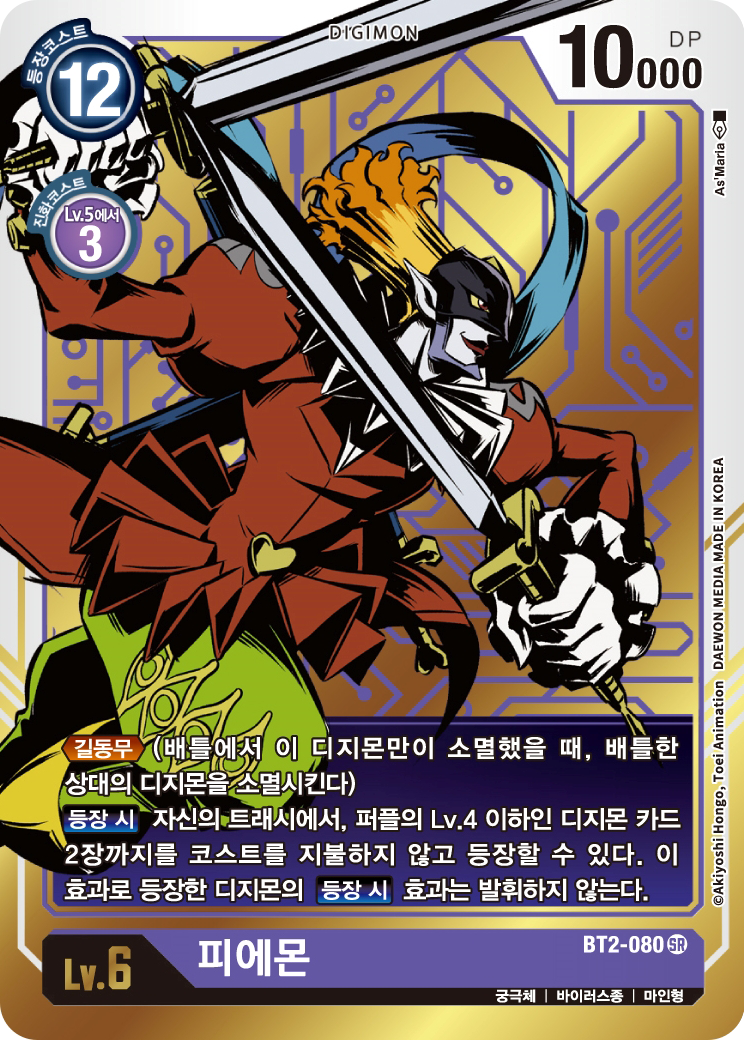 DIGIMON
등장코스트
12
DP
10000
As'Maria
진화코스트
Lv.5에서
3
©Akiyoshi Hongo, Toei Animation DAEWON MEDIA MADE IN KOREA
길동무 (배틀에서 이 디지몬만이 소멸했을 때, 배틀한
상대의 디지몬을 소멸시킨다)
등장 시 자신의 트래시에서, 퍼플의 Lv.4 이하인 디지몬 카드
2장까지를 코스트를 지불하지 않고 등장할 수 있다. 이
효과로 등장한 디지몬의 등장 시 효과는 발휘하지 않는다.
BT2-080 SR
Lv.6
피에몬
궁극체 | 바이러스종 | 마인형